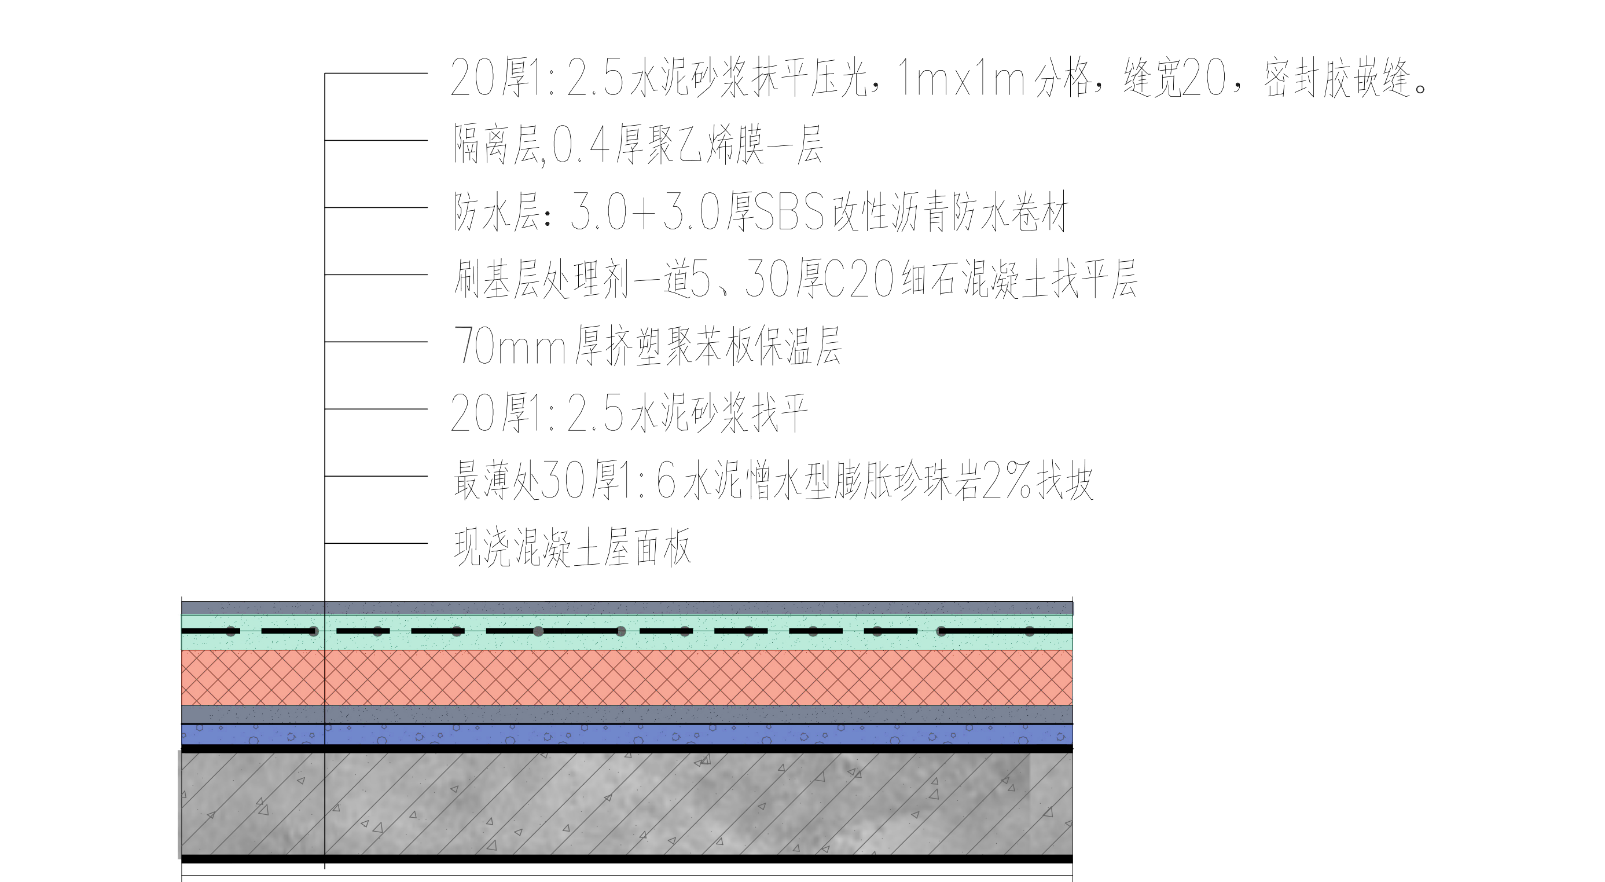 20厚1：2.5水泥砂浆抹平压光，1mx1m分格，缝宽20，密封胶嵌缝。
隔离层,0.4厚聚乙烯膜一层
防水层：3.0+3.0厚SBS改性沥青防水卷材
刷基层处理剂一道5、30厚C20细石混凝土找平层
70mm厚挤塑聚苯板保温层
20厚1：2.5水泥砂浆找平
最薄处30厚1：6水泥憎水型膨胀珍珠岩2%找坡
现浇混凝土屋面板